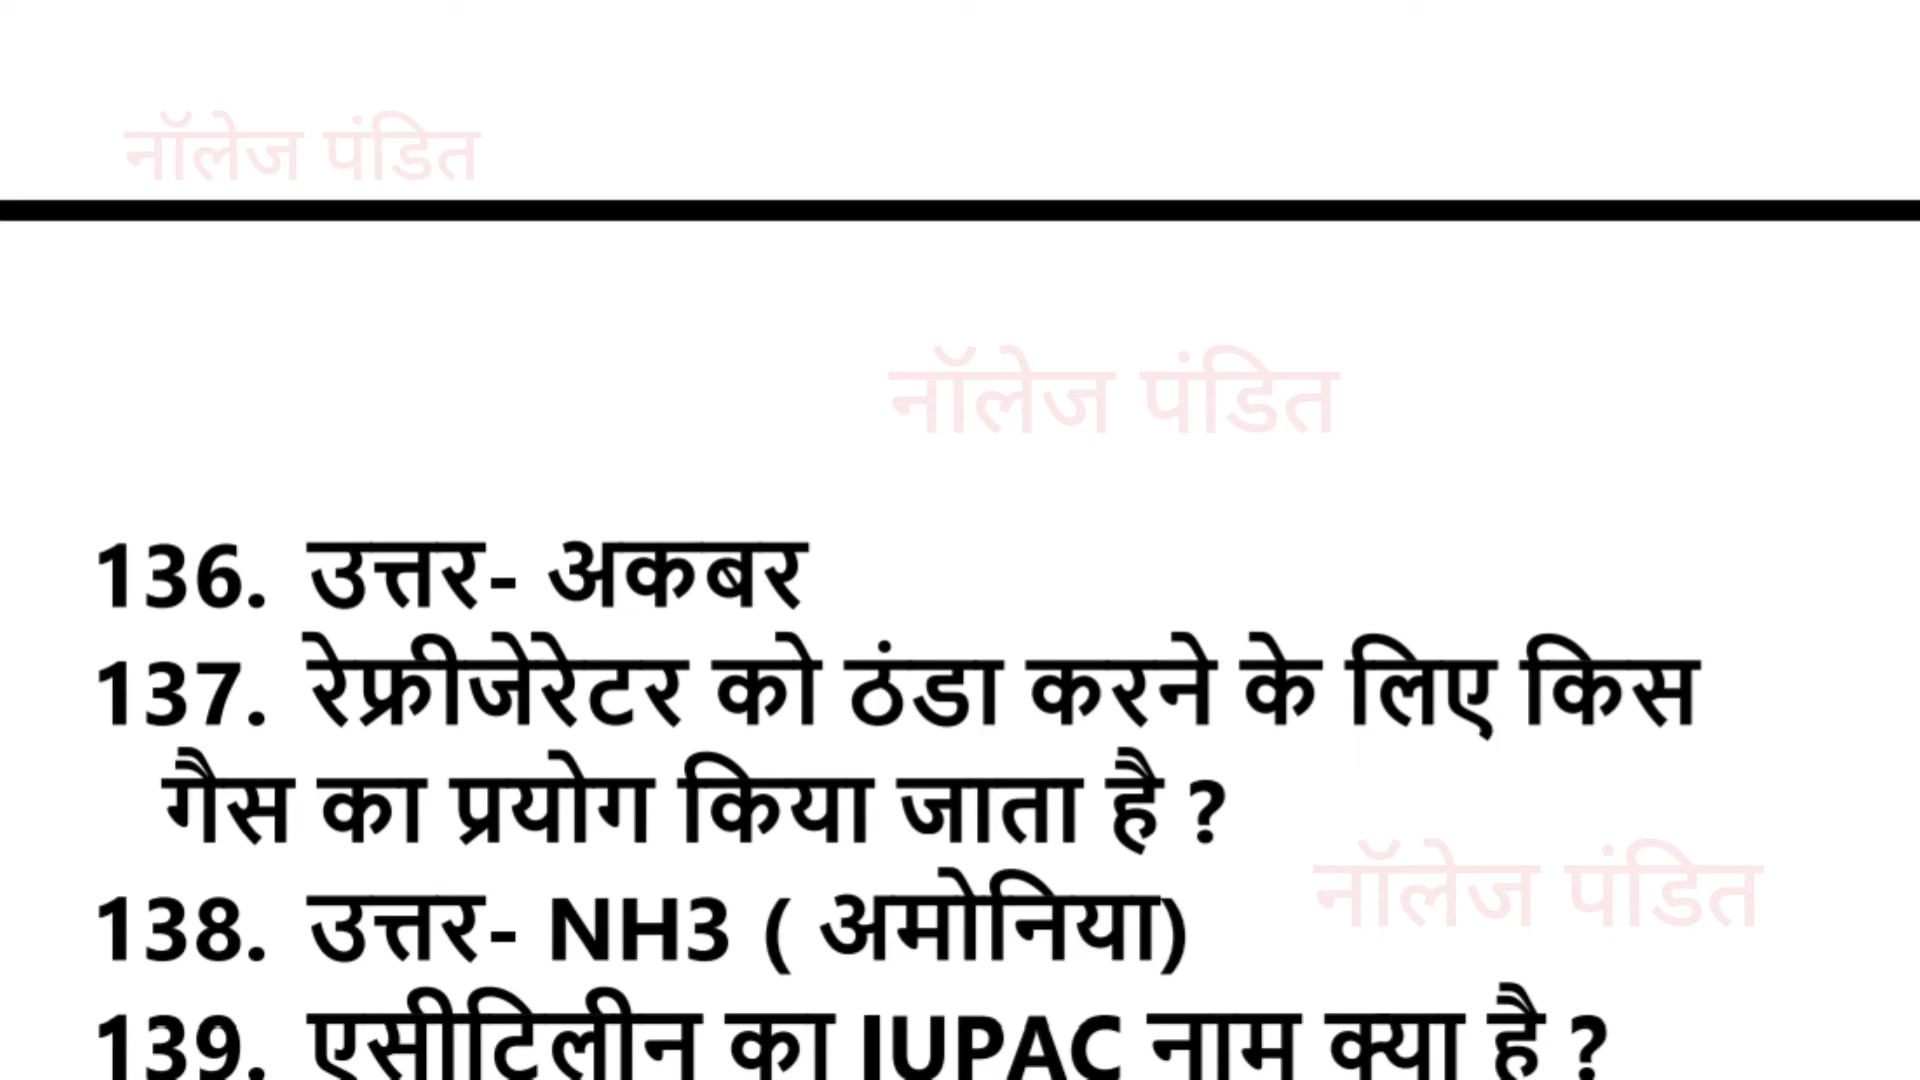 नॉलेज पंडित
नॉलेज पंडित
136. उत्तर- अकबर
137. रेफ्रीजेरेटर को ठंडा करने के लिए किस
गैस का प्रयोग किया जाता है ?
138. उत्तर- NH3 ( अमोनिया)
नॉलेज पंडित
139. एसीटिलीन का IUPAC नाम क्या है ?